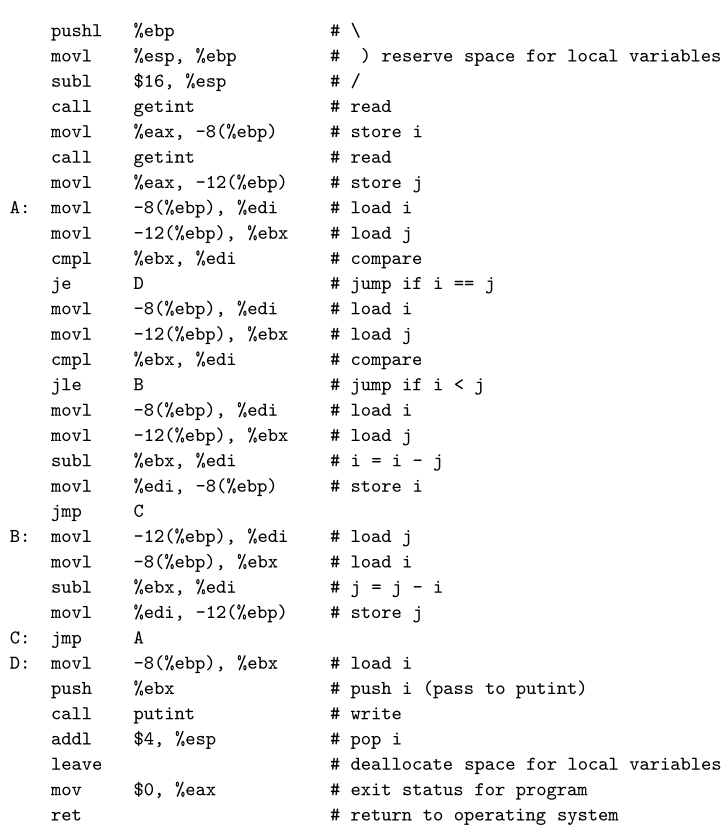 pushl %ebp # \
movl %esp, %ebp # ) reserve space for local variables
subl $16, %esp # /
call getint # read
movl %eax, -8(%ebp) # store i
call getint # read
movl %eax, -12(%ebp) # store j
A: movl -8(%ebp), %edi # load i
movl -12(%ebp), %ebx # load j
cmpl %ebx, %edi # compare
je D # jump if i == j
movl -8(%ebp), %edi # load i
movl -12(%ebp), %ebx # load j
cmpl %ebx, %edi # compare
jle B # jump if i < j
movl -8(%ebp), %edi # load i
movl -12(%ebp), %ebx # load j
subl %ebx, %edi # i = i - j
movl %edi, -8(%ebp) # store i
jmp C
B: movl -12(%ebp), %edi # load j
movl -8(%ebp), %ebx # load i
subl %ebx, %edi # j = j - i
movl %edi, -12(%ebp) # store j
C: jmp A
D: movl -8(%ebp), %ebx # load i
push %ebx # push i (pass to putint)
call putint # write
addl $4, %esp # pop i
leave # deallocate space for local variables
mov $0, %eax # exit status for program
ret # return to operating system